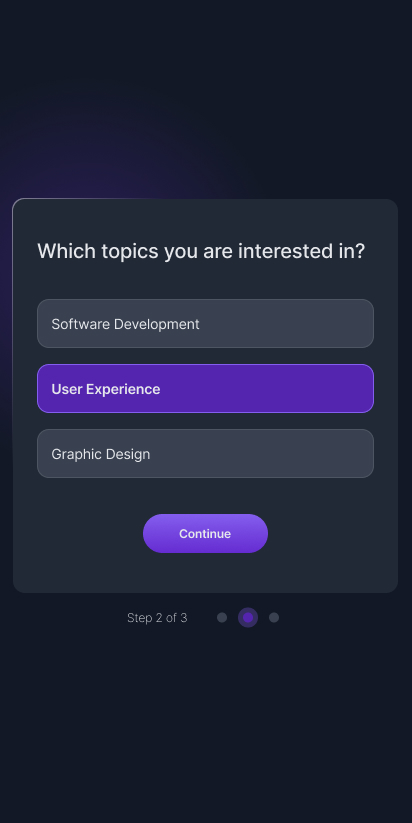 Which topics you are interested in?
Software Development
User Experience
Graphic Design
Continue
Step 2 of 3